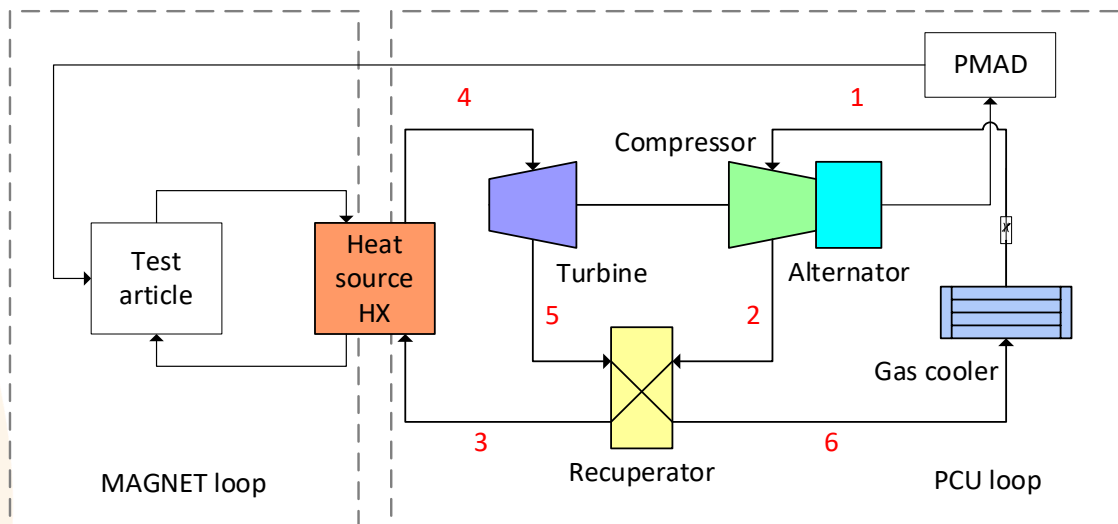 PMAD
4
1
Compressor
Test
article
Heat
source
HX
Turbine
Alternator
x
5
2
Gas cooler
3
6
Recuperator
MAGNET loop
PCU loop